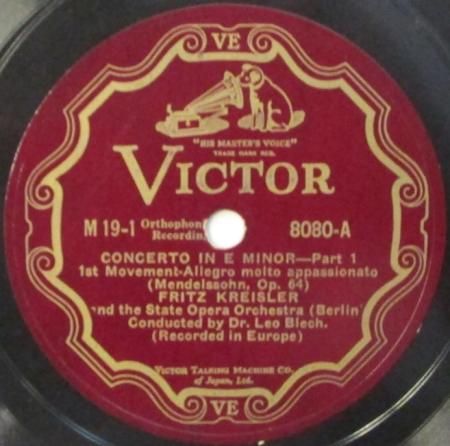 VE
"HIS MASTER'S VOICE"
TRADE MARK REG.
VICTOR
M 19-1 Orthophon 8080-A
Recording
CONCERTO IN E MINOR—Part 1
1st Movement-Allegro molto appassionato
(Mendelssohn, Op. 64)
FRITZ KREISLER
and the State Opera Orchestra (Berlin)
Conducted by Dr. Leo Blech.
(Recorded in Europe)
VICTOR TALKING MACHINE CO.
of Japan, Ltd.
VE